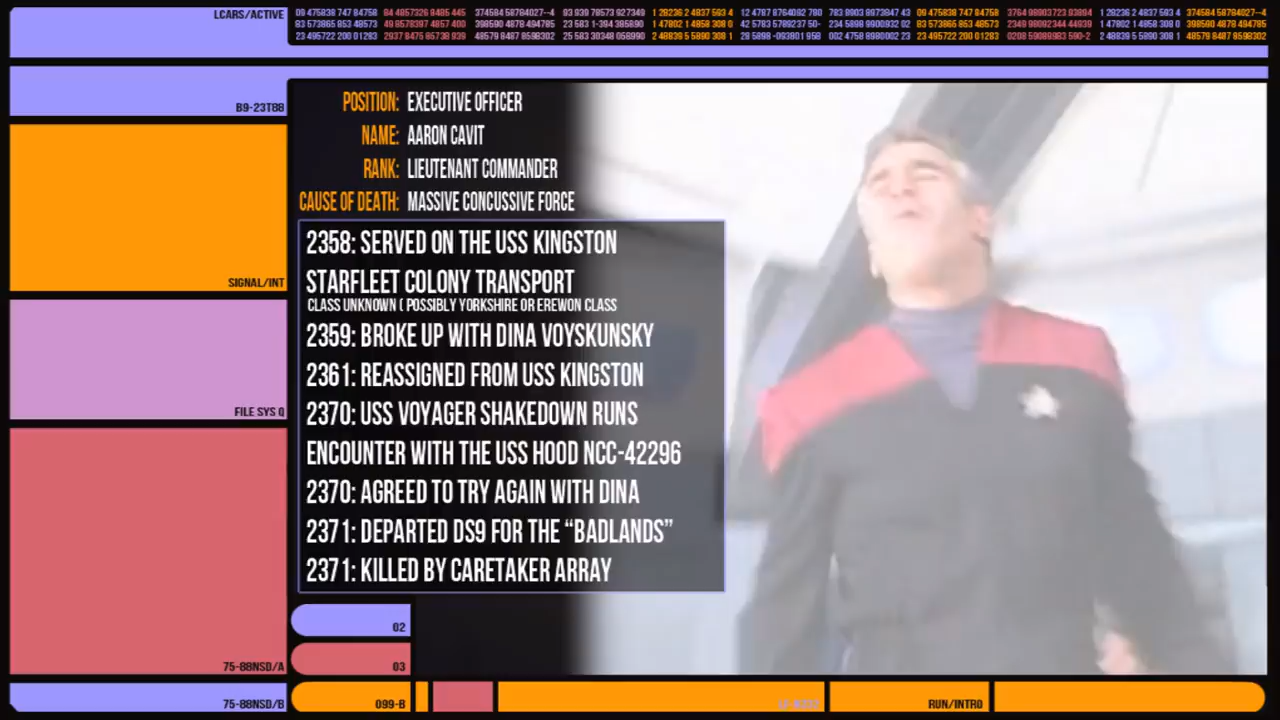 LCARS/ACTIVE
B9-23T88
SIGNAL/INT
FILE SYS Q
75-88NSD/A
75-88NSD/B
POSITION: EXECUTIVE OFFICER
NAME: AARON CAVIT
RANK: LIEUTENANT COMMANDER
CAUSE OF DEATH: MASSIVE CONCUSSIVE FORCE
2358: SERVED ON THE USS KINGSTON
STARFLEET COLONY TRANSPORT
CLASS UNKNOWN ( POSSIBLY YORKSHIRE OR EREWON CLASS
2359: BROKE UP WITH DINA VOYSKUNSKY
2361: REASSIGNED FROM USS KINGSTON
2370: USS VOYAGER SHAKEDOWN RUNS
ENCOUNTER WITH THE USS HOOD NCC-42296
2370: AGREED TO TRY AGAIN WITH DINA
2371: DEPARTED DS9 FOR THE “BADLANDS”
2371: KILLED BY CARETAKER ARRAY
02
03
099-B
RUN/INTRO